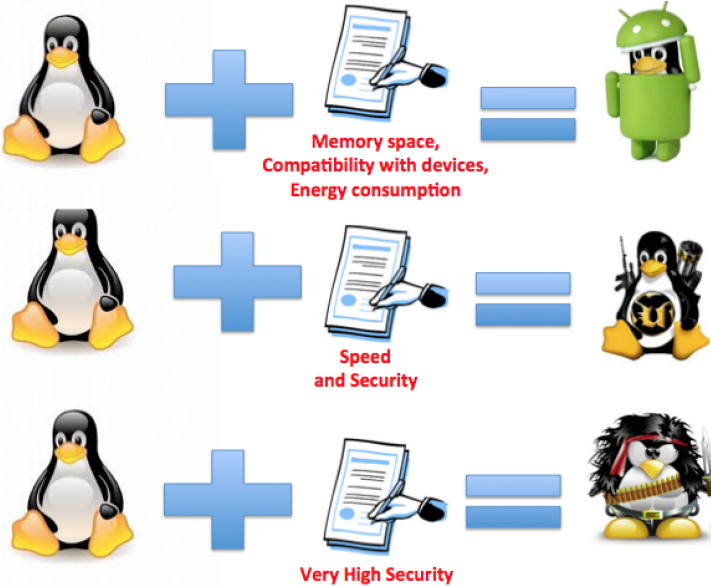 Memory space,
Compatibility with devices,
Energy consumption
Speed
and Security
Very High Security